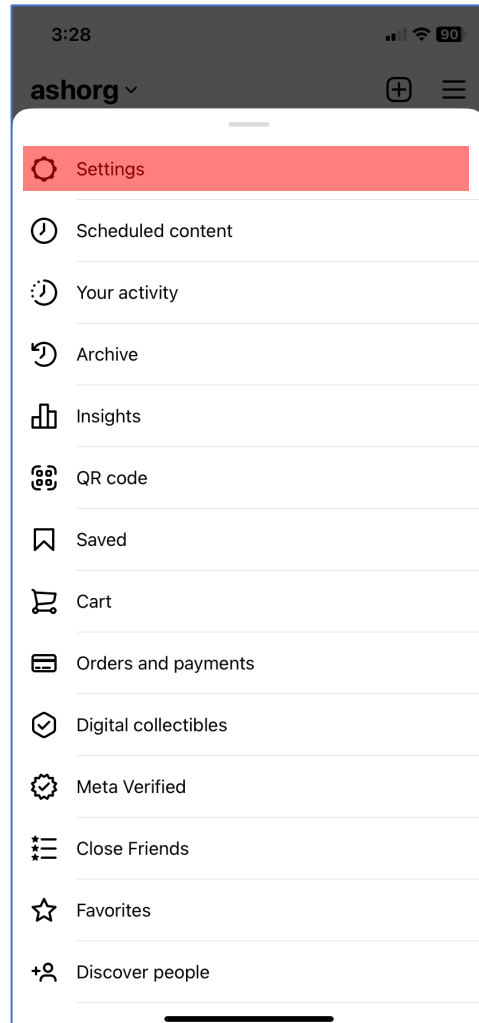 3:28
90
ashorg
Settings
Scheduled content
Your activity
Archive
Insights
QR code
Saved
Cart
Orders and payments
Digital collectibles
Meta Verified
Close Friends
Favorites
Discover people